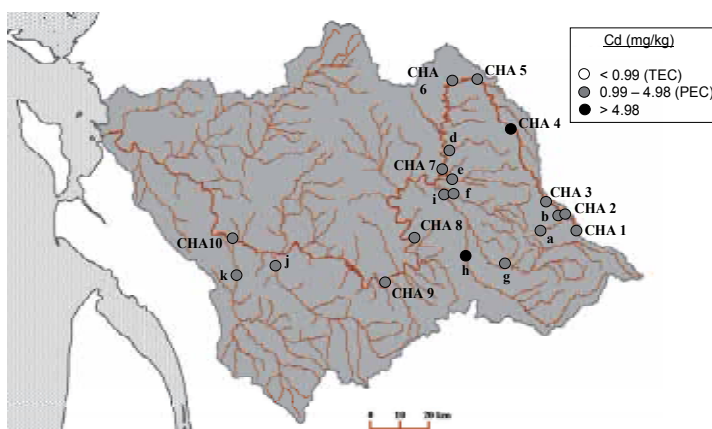 Cd (mg/kg)
< 0.99 (TEC)
0.99 – 4.98 (PEC)
> 4.98
CHA
6
CHA 5
CHA 4
d
CHA 7
e
i
f
CHA 3
b
CHA 2
a
CHA 1
CHA10
CHA 8
j
h
g
k
CHA 9
0 10 20 km